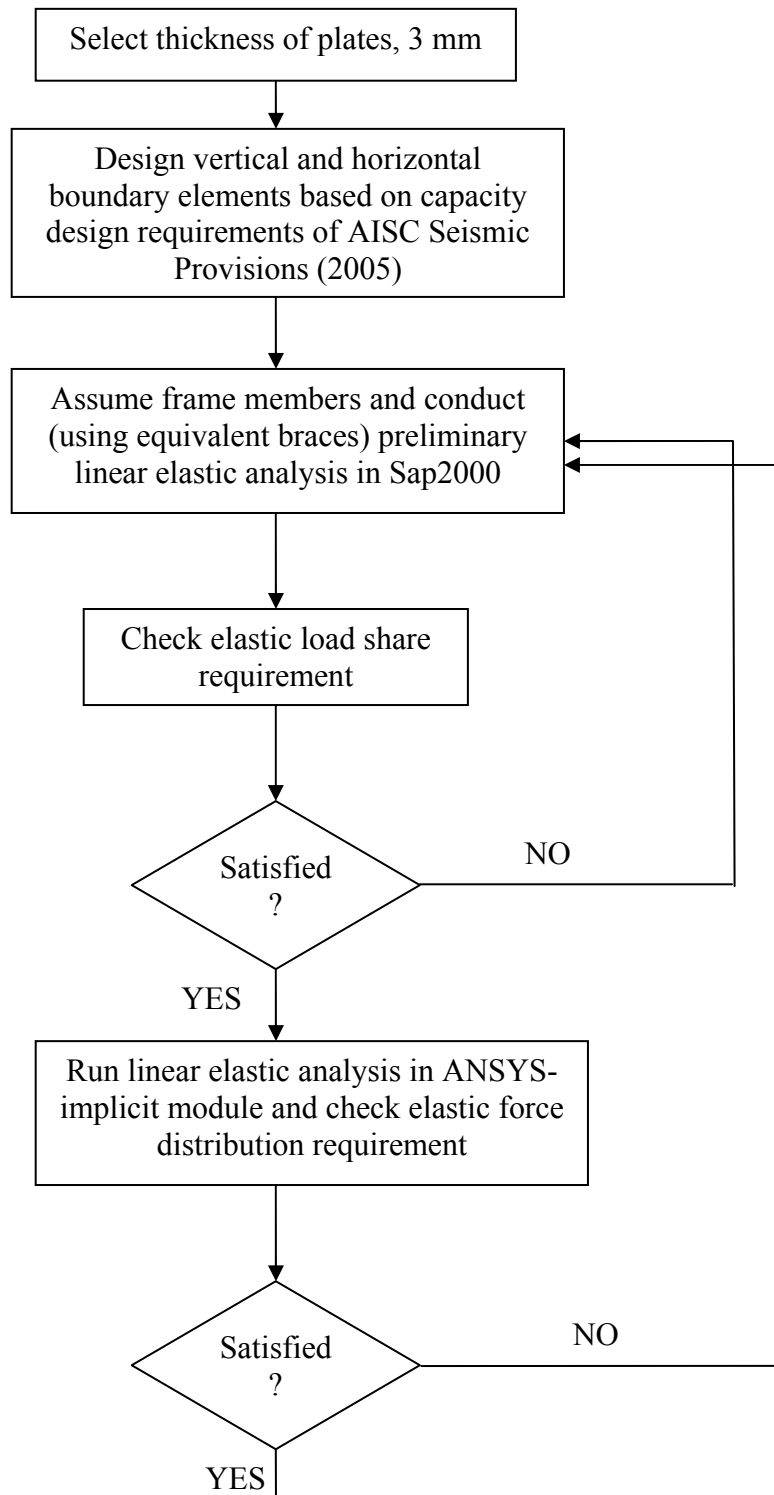 Select thickness of plates, 3 mm
Design vertical and horizontal
boundary elements based on capacity
design requirements of AISC Seismic
Provisions (2005)
Assume frame members and conduct
(using equivalent braces) preliminary
linear elastic analysis in Sap2000
Check elastic load share
requirement
Satisfied
?
NO
YES
Run linear elastic analysis in ANSYS-
implicit module and check elastic force
distribution requirement
Satisfied
?
NO
YES